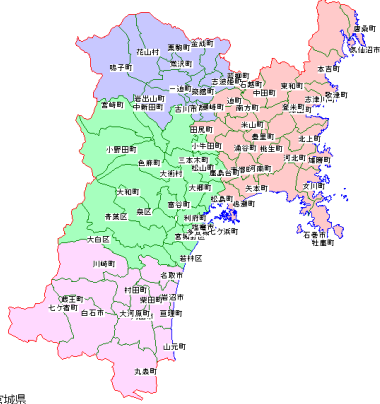 唐桑町
気仙沼市
金成町
栗駒町
花山村
鶯沢町
本吉町
鳴子町
志波姫町
石越町
東和町
一迫町
築館町
中田町
歌津町
岩出山町
迫町
志津川町
宮崎町
中新田町
南方町
登米町
古川市
田尻町
米山町
豊里町
北上町
小牛田町
涌谷町
桃生町
小野田町
三本木町
河北町
雄勝町
色麻町
松山町
河南町
大衡村
鹿島台町
大郷町
矢本町
女川町
大和町
松島町
鳴瀬町
富谷町
泉区
青葉区
利府町
塩竈市
七ヶ浜町
石巻市
大白区
牡鹿町
若林区
川崎町
名取市
村田町
岩沼市
蔵王町
柴田町
七ケ宿町
白石市
大河原町
亘理町
山元町
丸森町
宮城県